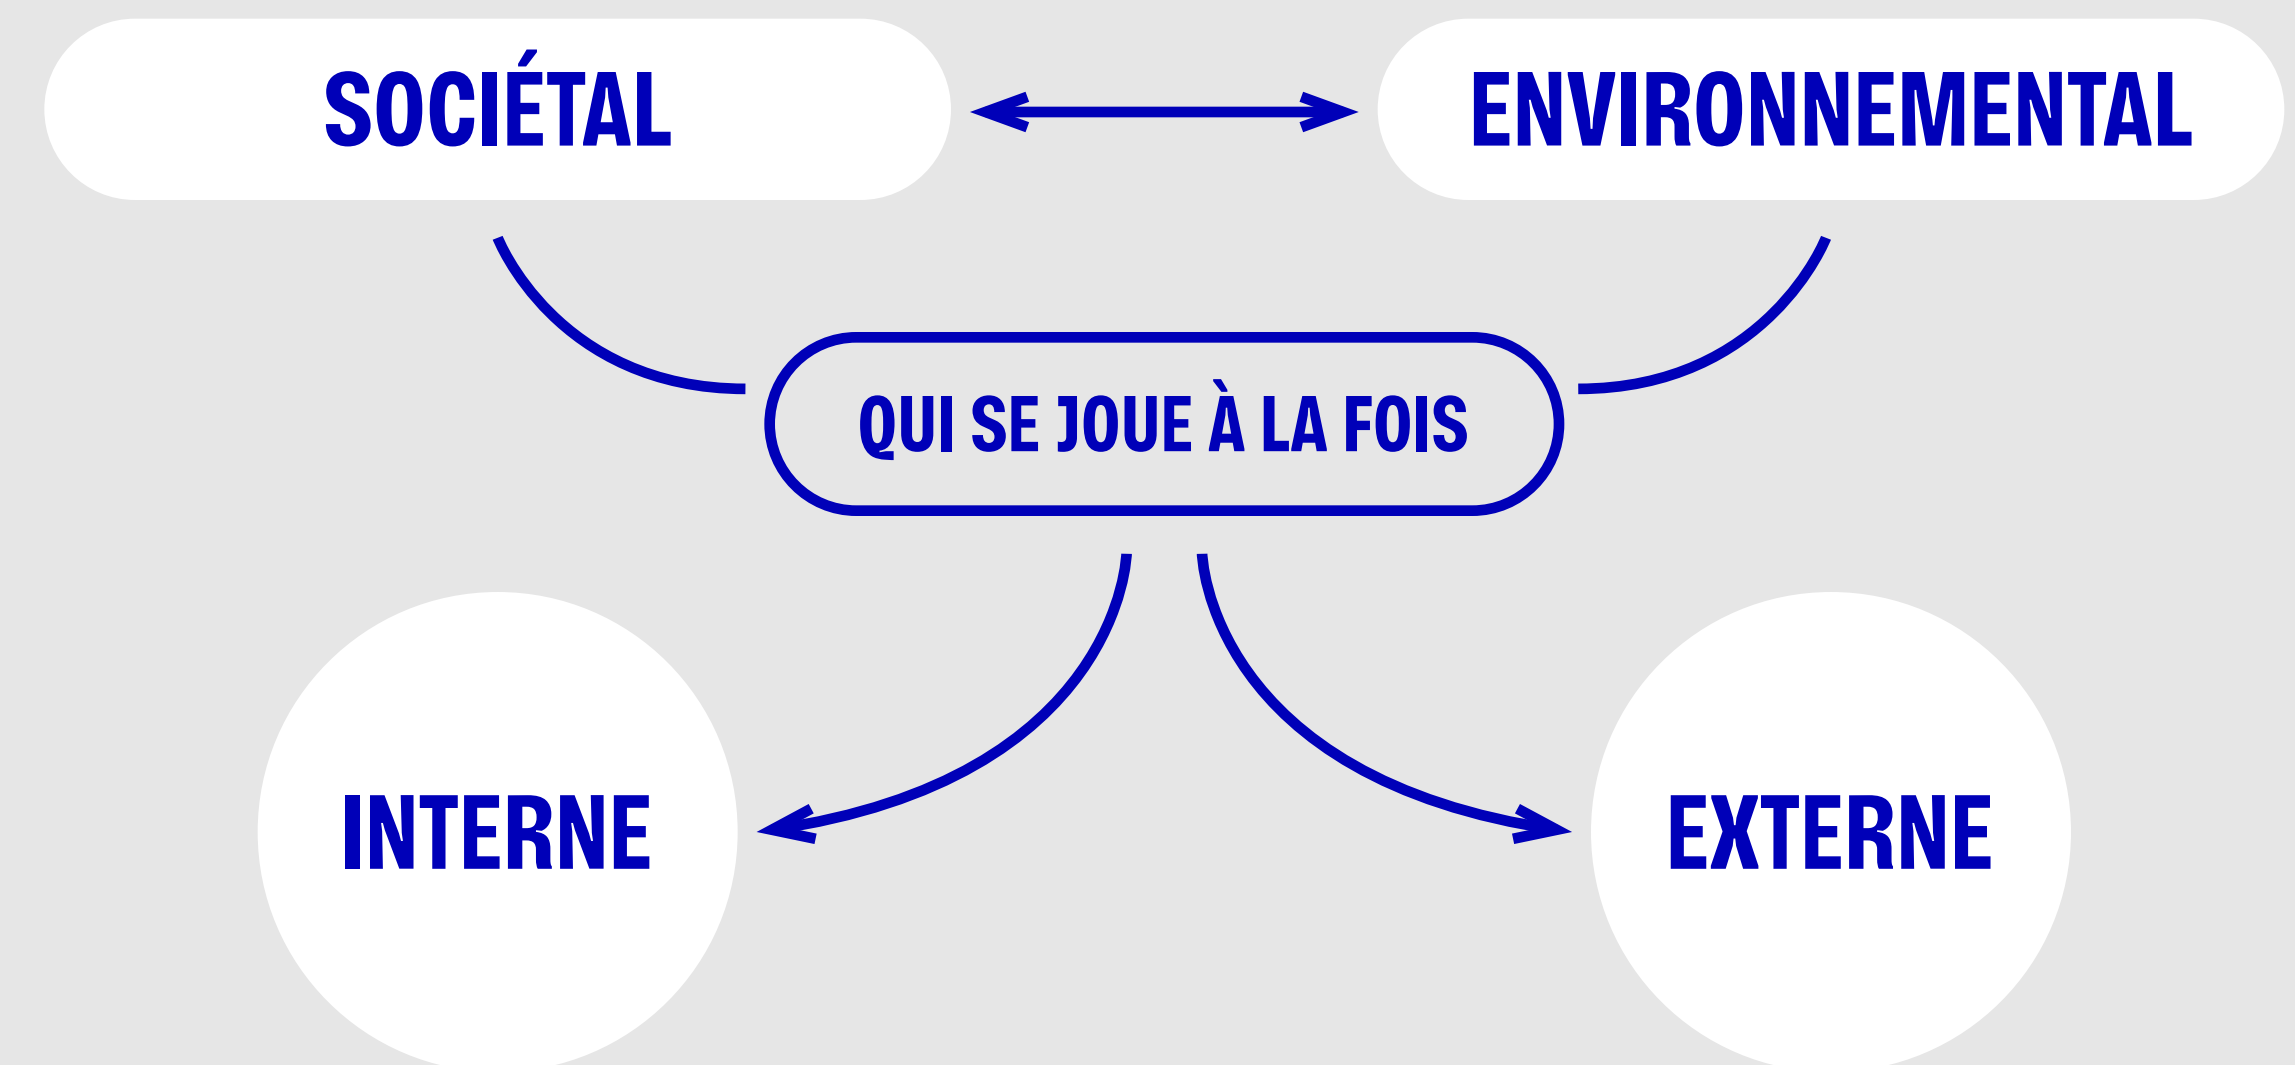 SOCIÉTAL
ENVIRONNEMENTAL
QUI SE JOUE À LA FOIS
INTERNE
EXTERNE